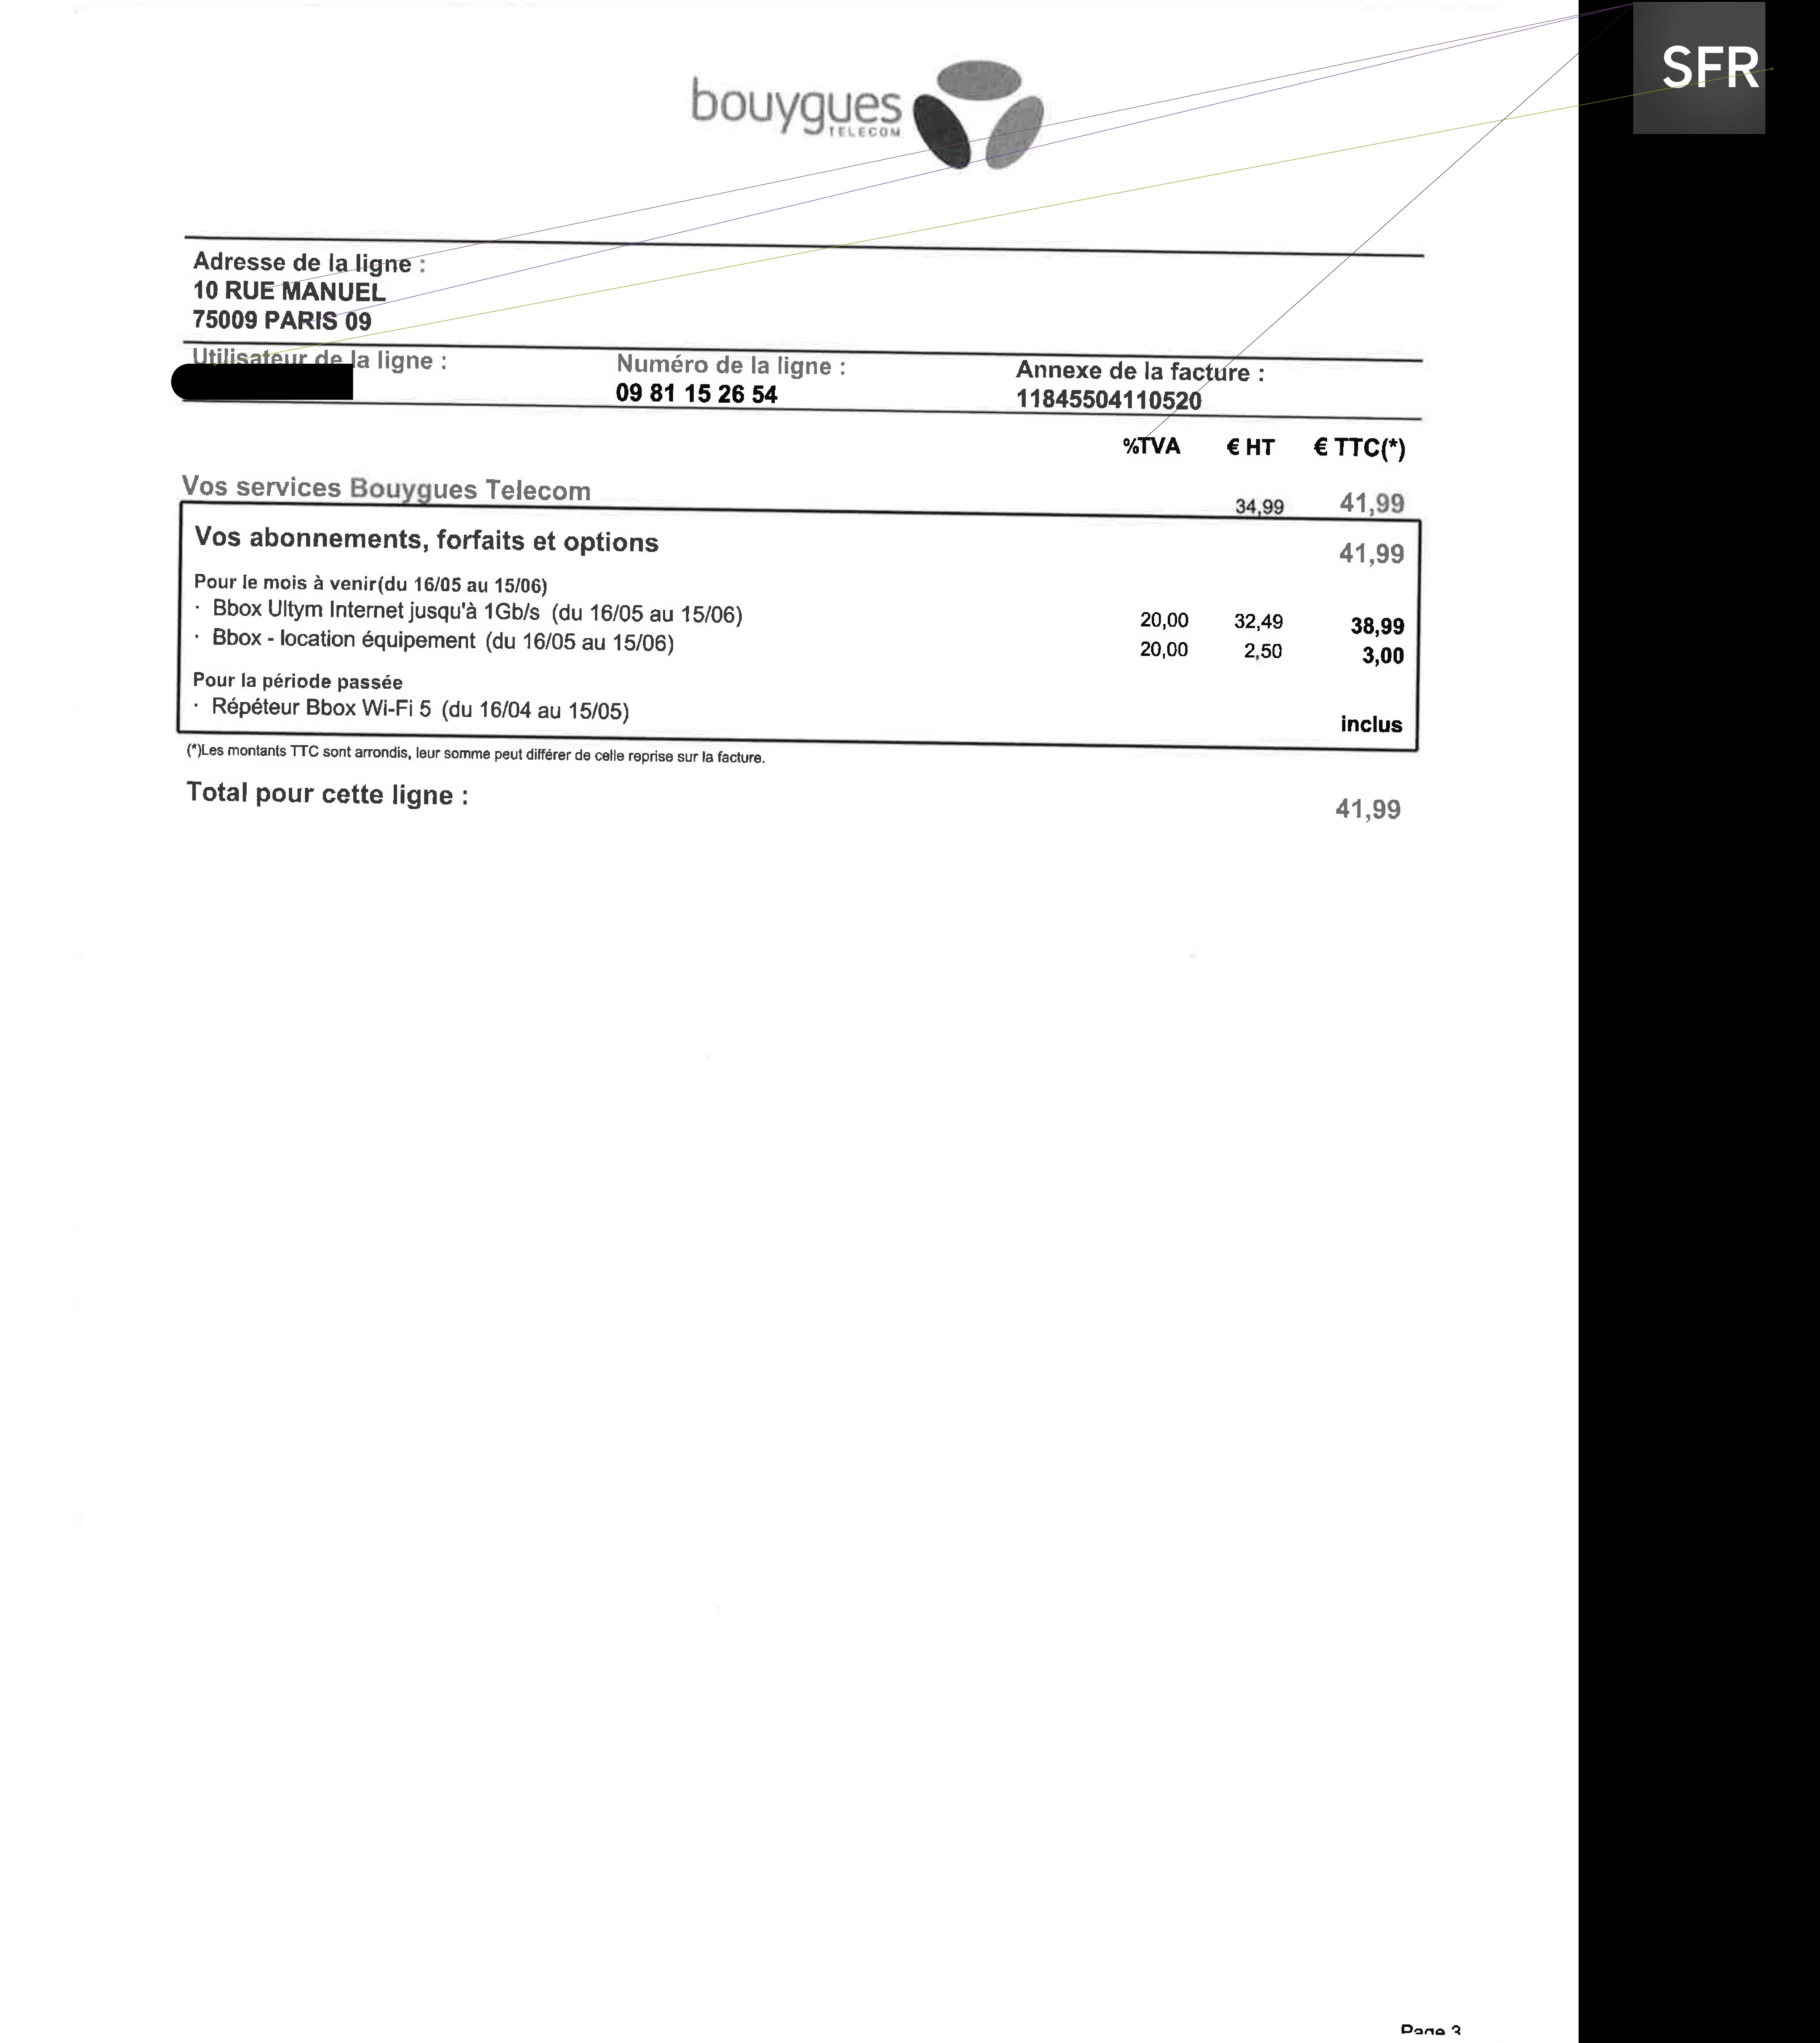 SFR
bouygues
TELECOM
Adresse de la ligne :
10 RUE MANUEL
75009 PARIS 09
Utilisateur de la ligne : Numéro de la ligne : Annexe de la facture :
09 81 15 26 54 11845504110520
%TVA € HT € TTC(*)
Vos services Bouygues Telecom 34,99 41,99
Vos abonnements, forfaits et options 41,99
Pour le mois à venir(du 16/05 au 15/06)
· Bbox Ultym Internet jusqu'à 1Gb/s (du 16/05 au 15/06) 20,00 32,49 38,99
· Bbox - location équipement (du 16/05 au 15/06) 20,00 2,50 3,00
Pour la période passée
· Répéteur Bbox Wi-Fi 5 (du 16/04 au 15/05) inclus
(*)Les montants TTC sont arrondis, leur somme peut différer de celle reprise sur la facture.
Total pour cette ligne : 41,99
Page 3